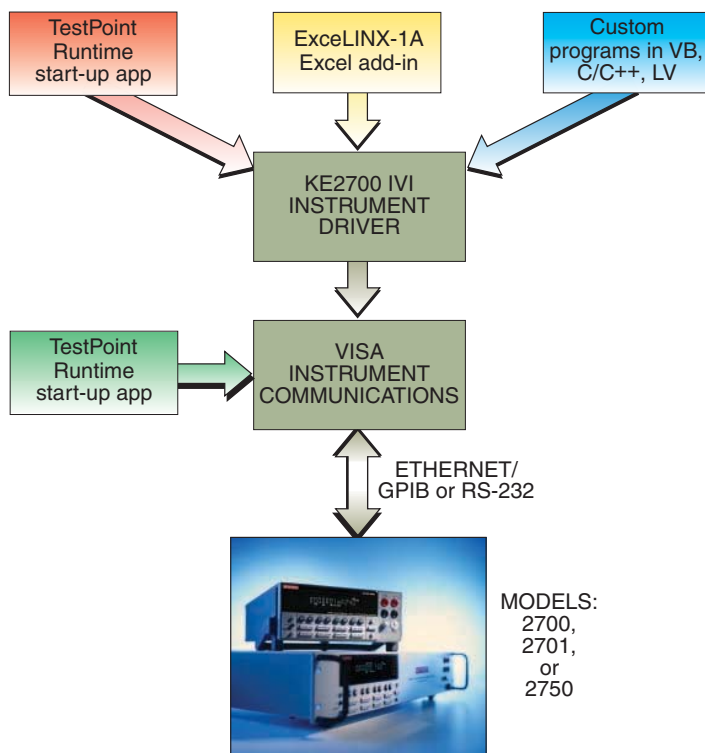 TestPoint
Runtime
start-up app
ExceLINX-1A
Excel add-in
Custom
programs in VB,
C/C++, LV
KE2700 IVI
INSTRUMENT
DRIVER
TestPoint
Runtime
start-up app
VISA
INSTRUMENT
COMMUNICATIONS
ETHERNET/
GPIB or RS-232
MODELS:
2700,
2701,
or
2750